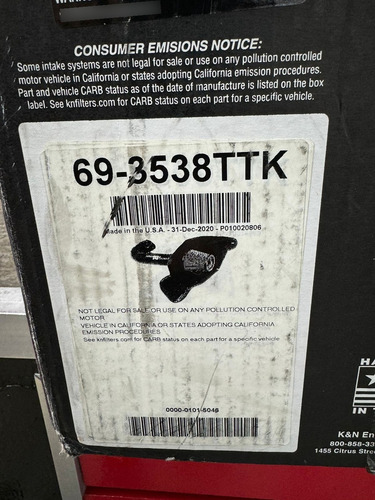 CONSUMER EMISIONS NOTICE:
Some intake systems are not legal for sale or use on any pollution controlled
motor vehicle in California or states adopting California emission procedures.
Part and vehicle CARB status as of the date of manufacture is listed on the box
label. See knfilters.com for CARB status on each part for a specific vehicle.
69-3538TTK
Made in the U.S.A. - 31-Dec-2020 - P010020806
NOT LEGAL FOR SALE OR USE ON ANY POLLUTION CONTROLLED
MOTOR
VEHICLE IN CALIFORNIA OR STATES ADOPTING CALIFORNIA
EMISSION PROCEDURES
See knfilters.com for CARB status on each part for a specific vehicle
0000-0101-5045
HA
IN T
K&N En
800-858-33
1455 Citrus Stree